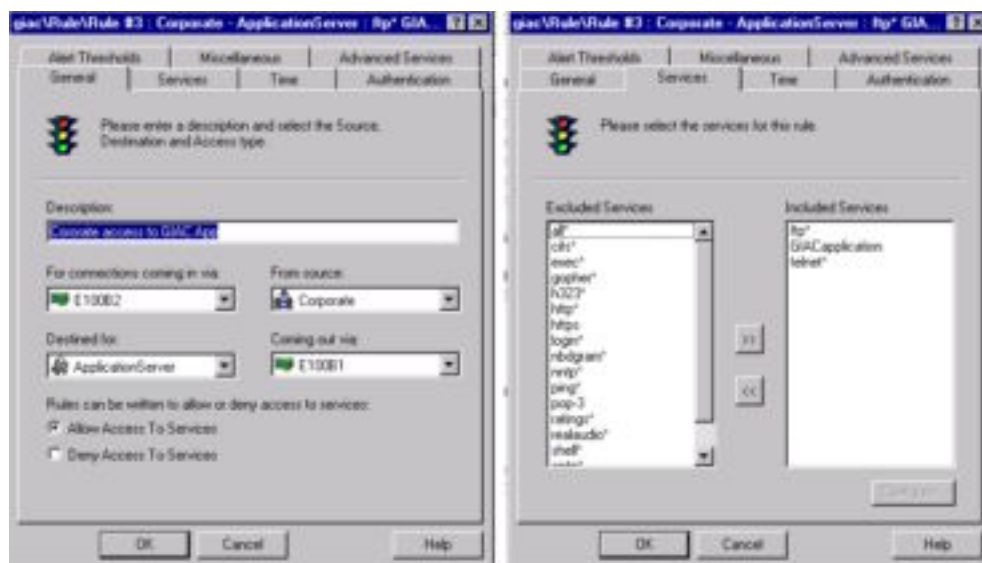 giac\Rule\Rule #3 : Corporate - ApplicationServer : ftp* GIA...
Alert Thresholds Miscellaneous Advanced Services
General Services Time Authentication
Please enter a description and select the Source,
Destination and Access type.
Description:
Corporate access to GIAC App
For connections coming in via: From source:
E100B2 Corporate
Destined for: Coming out via:
ApplicationServer E100B1
Rules can be written to allow or deny access to services:
Allow Access To Services
Deny Access To Services
OK Cancel Help
giac\Rule\Rule #3 : Corporate - ApplicationServer : ftp* GIA...
Alert Thresholds Miscellaneous Advanced Services
General Services Time Authentication
Please select the services for this rule.
Excluded Services
all*
cifs*
exec*
gopher*
h323*
http*
https
login*
nbdgram*
nntp*
ping*
pop-3
ratings*
realaudio*
shell*
>>
<<
Included Services
ftp*
GIACapplication
telnet*
OK Cancel Help